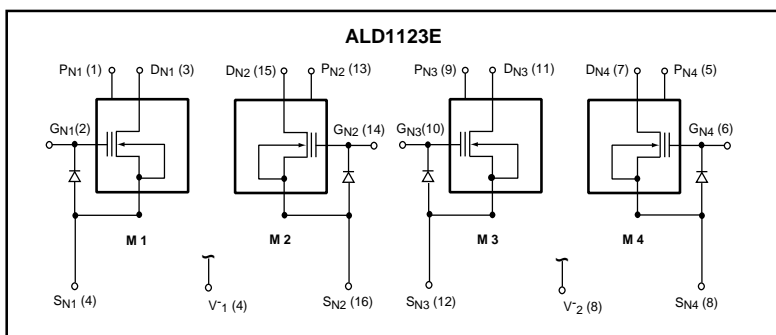 ALD1123E
PN1 (1) DN1 (3) DN2 (15) PN2 (13) PN3 (9) DN3 (11) DN4 (7) PN4 (5)
GN1(2) GN2 (14) GN3(10) GN4 (6)
M 1 M 2 M 3 M 4
SN1 (4) V-1 (4) SN2 (16) SN3 (12) V-2 (8) SN4 (8)